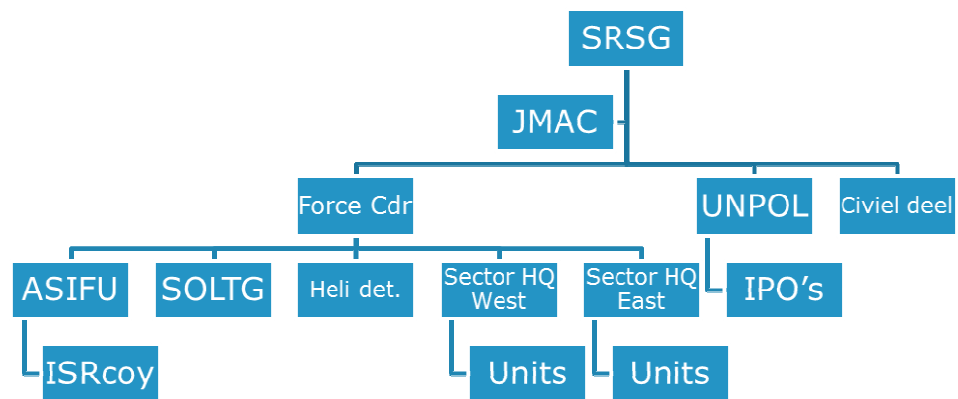 SRSG
JMAC
Force Cdr
UNPOL
Civiel deel
ASIFU
SOLTG
Heli det.
Sector HQ
West
Sector HQ
East
IPO's
ISRcoy
Units
Units